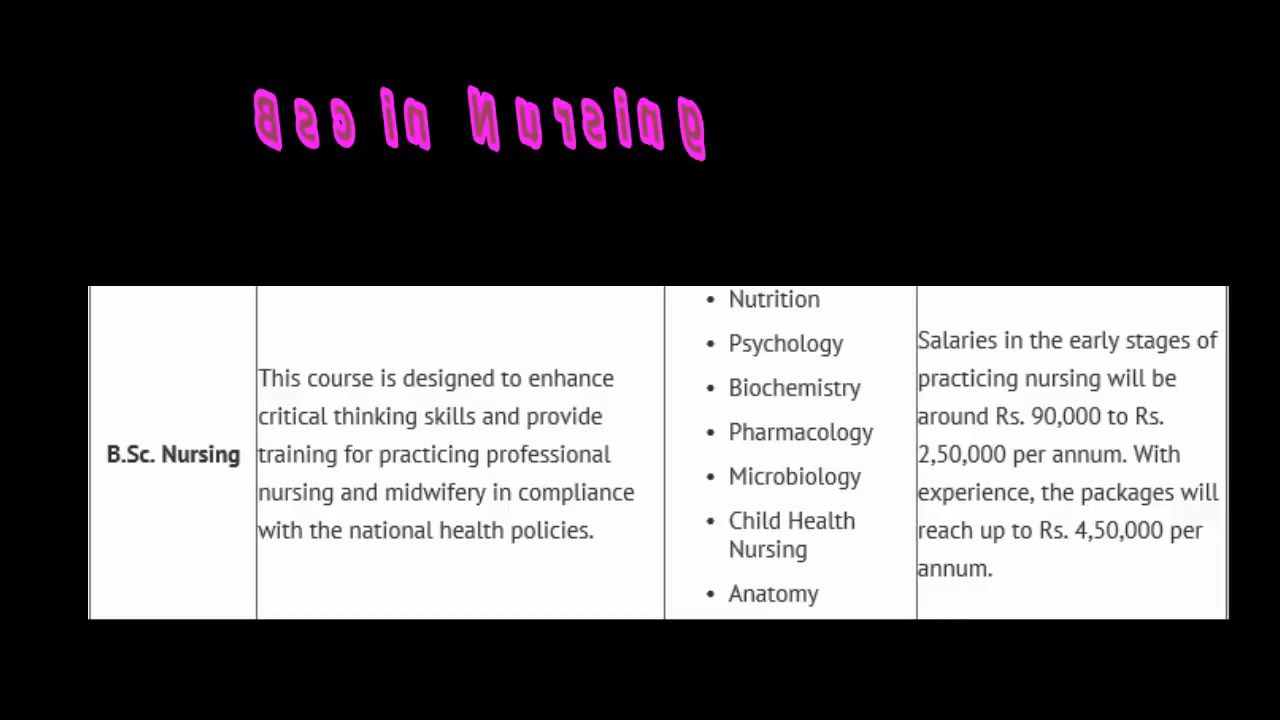 Bsc in Nursing
B.Sc. Nursing
This course is designed to enhance
critical thinking skills and provide
training for practicing professional
nursing and midwifery in compliance
with the national health policies.
• Nutrition
• Psychology
• Biochemistry
• Pharmacology
• Microbiology
• Child Health
Nursing
• Anatomy
Salaries in the early stages of
practicing nursing will be
around Rs. 90,000 to Rs.
2,50,000 per annum. With
experience, the packages will
reach up to Rs. 4,50,000 per
annum.